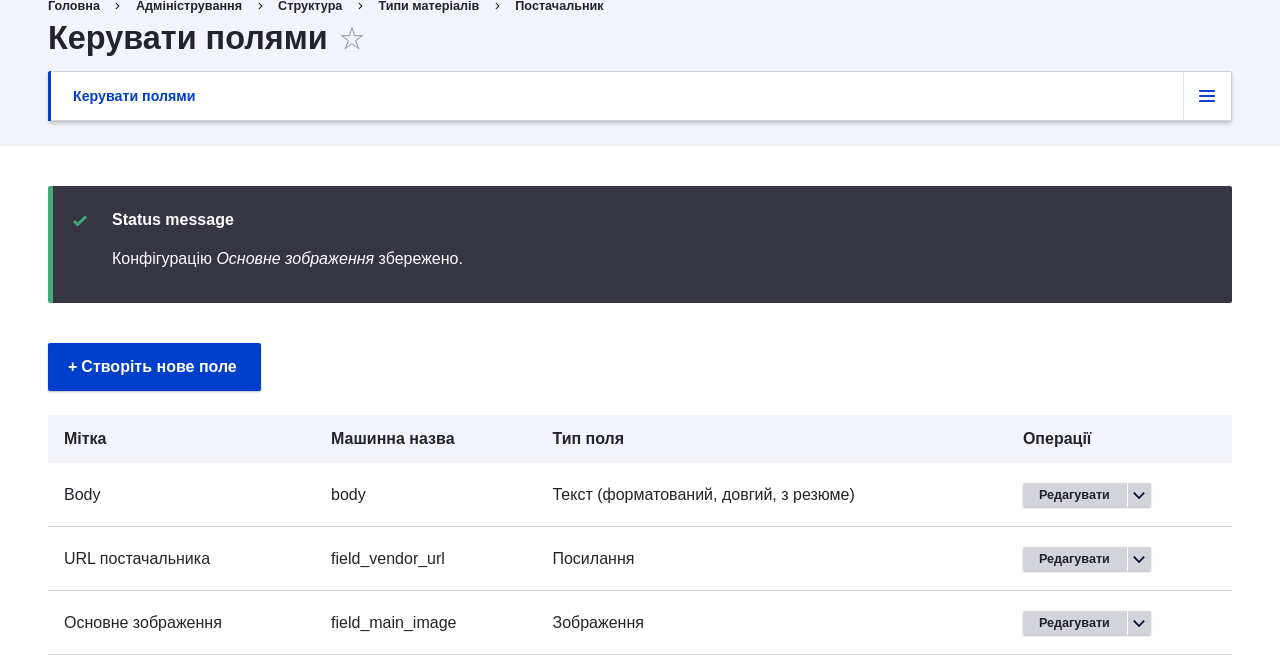 Головна > Адміністрування > Структура > Типи матеріалів > Постачальник
Керувати полями
Керувати полями
Status message
Конфігурацію Основне зображення збережено.
+ Створіть нове поле
Мітка Машинна назва Тип поля Операції
Body body Текст (форматований, довгий, з резюме) Редагувати
URL постачальника field_vendor_url Посилання Редагувати
Основне зображення field_main_image Зображення Редагувати